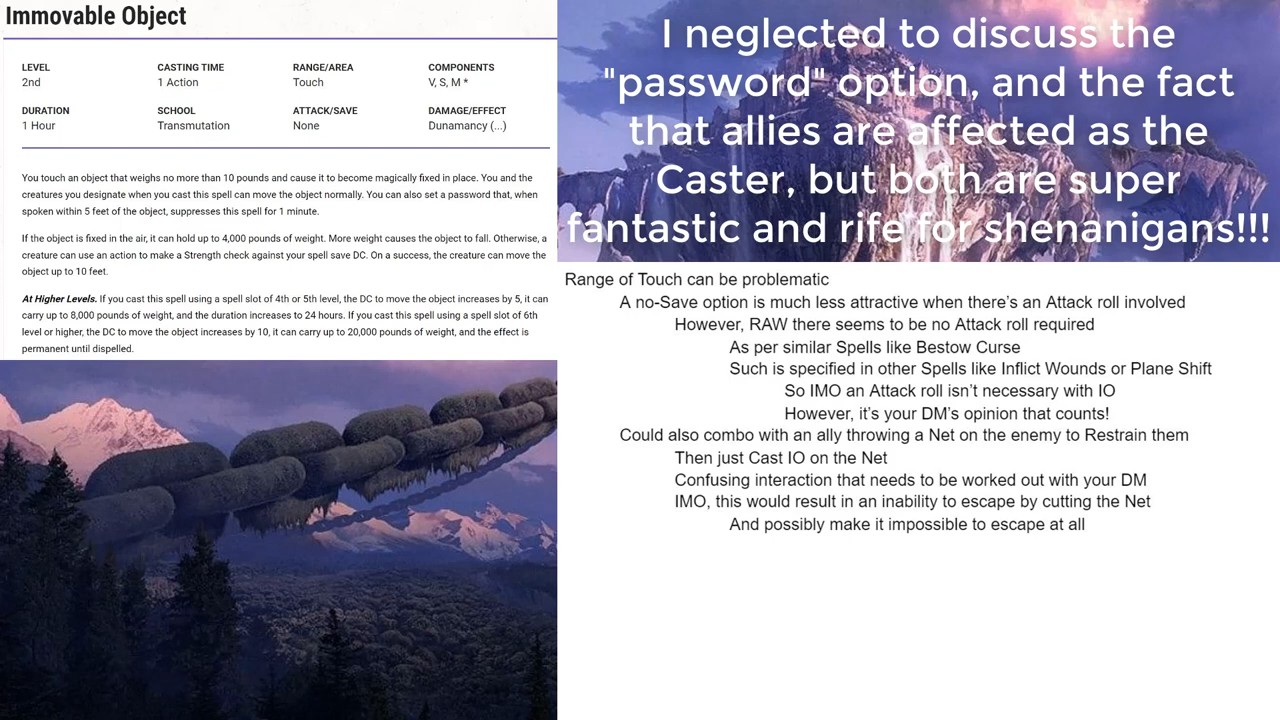 Immovable Object
LEVEL CASTING TIME RANGE/AREA COMPONENTS
2nd 1 Action Touch V, S, M *
DURATION SCHOOL ATTACK/SAVE DAMAGE/EFFECT
1 Hour Transmutation None Dunamancy (...)
You touch an object that weighs no more than 10 pounds and cause it to become magically fixed in place. You and the
creatures you designate when you cast this spell can move the object normally. You can also set a password that, when
spoken within 5 feet of the object, suppresses this spell for 1 minute.
If the object is fixed in the air, it can hold up to 4,000 pounds of weight. More weight causes the object to fall. Otherwise, a
creature can use an action to make a Strength check against your spell save DC. On a success, the creature can move the
object up to 10 feet.
At Higher Levels. If you cast this spell using a spell slot of 4th or 5th level, the DC to move the object increases by 5, it can
carry up to 8,000 pounds of weight, and the duration increases to 24 hours. If you cast this spell using a spell slot of 6th
level or higher, the DC to move the object increases by 10, it can carry up to 20,000 pounds of weight, and the effect is
permanent until dispelled.
I neglected to discuss the
"password" option, and the fact
that allies are affected as the
Caster, but both are super
fantastic and rife for shenanigans!!!
Range of Touch can be problematic
A no-Save option is much less attractive when there's an Attack roll involved
However, RAW there seems to be no Attack roll required
As per similar Spells like Bestow Curse
Such is specified in other Spells like Inflict Wounds or Plane Shift
So IMO an Attack roll isn't necessary with IO
However, it's your DM's opinion that counts!
Could also combo with an ally throwing a Net on the enemy to Restrain them
Then just Cast IO on the Net
Confusing interaction that needs to be worked out with your DM
IMO, this would result in an inability to escape by cutting the Net
And possibly make it impossible to escape at all